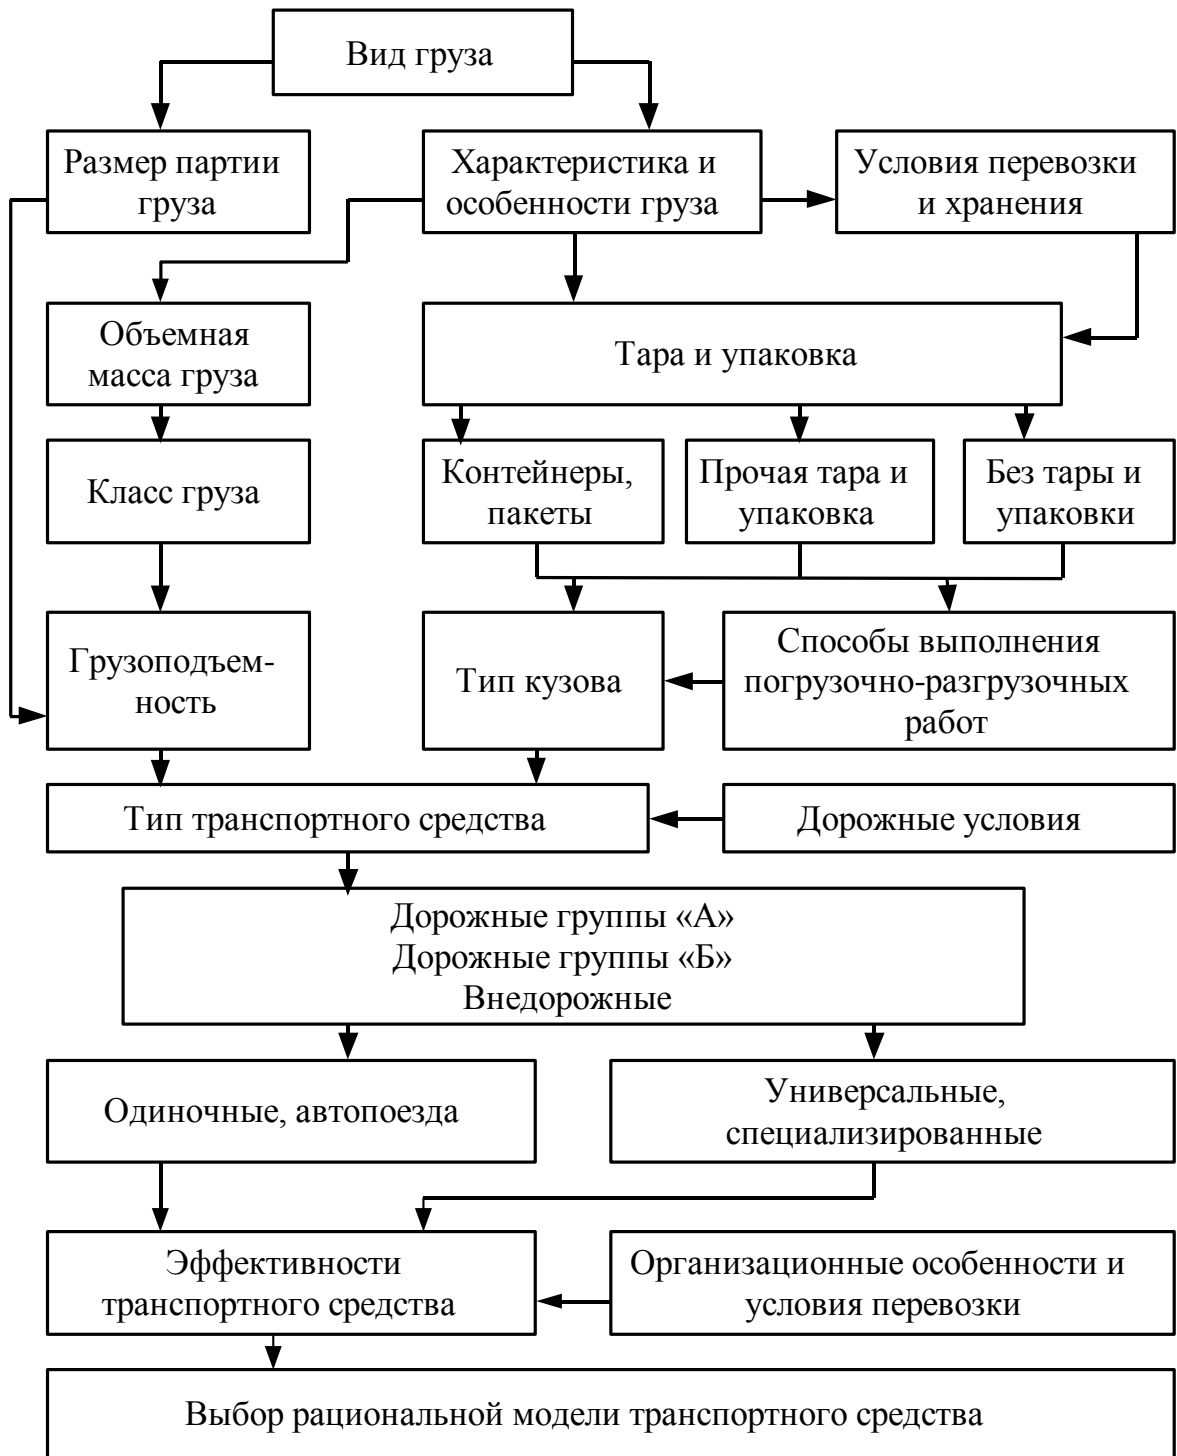 Вид груза
Размер партии
груза
Характеристика и
особенности груза
Условия перевозки
и хранения
Объемная
масса груза
Тара и упаковка
Класс груза
Контейнеры,
пакеты
Прочая тара и
упаковка
Без тары и
упаковки
Грузоподъем-
ность
Тип кузова
Способы выполнения
погрузочно-разгрузочных
работ
Тип транспортного средства
Дорожные условия
Дорожные группы «А»
Дорожные группы «Б»
Внедорожные
Одиночные, автопоезда
Универсальные,
специализированные
Эффективности
транспортного средства
Организационные особенности и
условия перевозки
Выбор рациональной модели транспортного средства